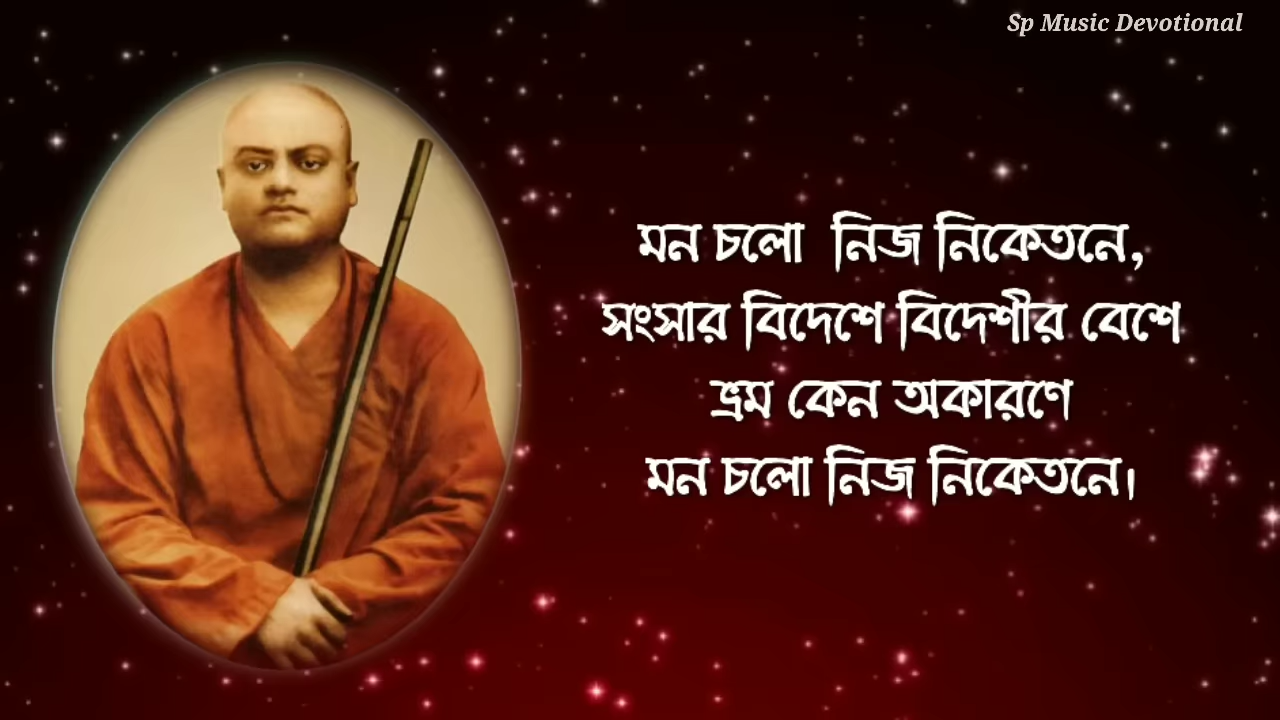 Sp Music Devotional
মন চলো নিজ নিকেতনে,
সংসার বিদেশে বিদেশীর বেশে
ভ্রম কেন অকারণে
মন চলো নিজ নিকেতনে।